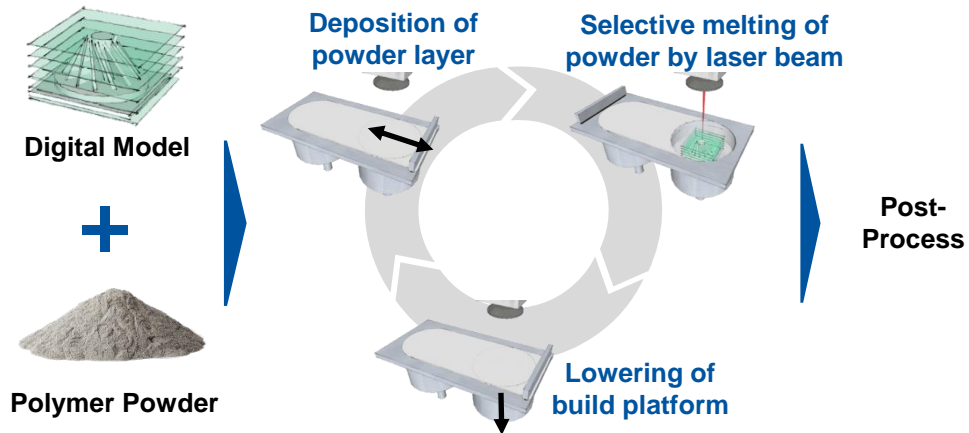 Deposition of
powder layer
Selective melting of
powder by laser beam
Digital Model
+
Post-
Process
Polymer Powder
Lowering of
build platform